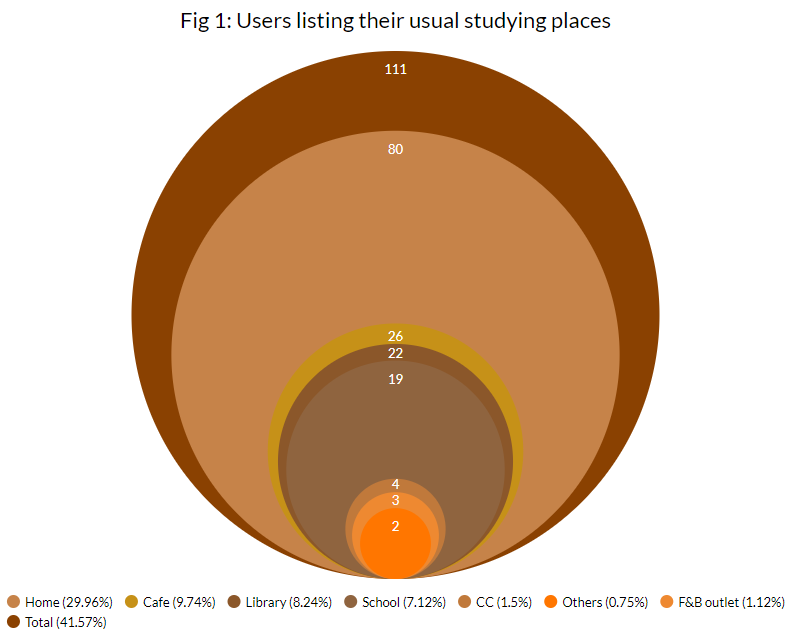 Fig 1: Users listing their usual studying places
111
80
26
22
19
4
3
2
Home (29.96%) Cafe (9.74%) Library (8.24%) School (7.12%) CC (1.5%) Others (0.75%) F&B outlet (1.12%)
Total (41.57%)